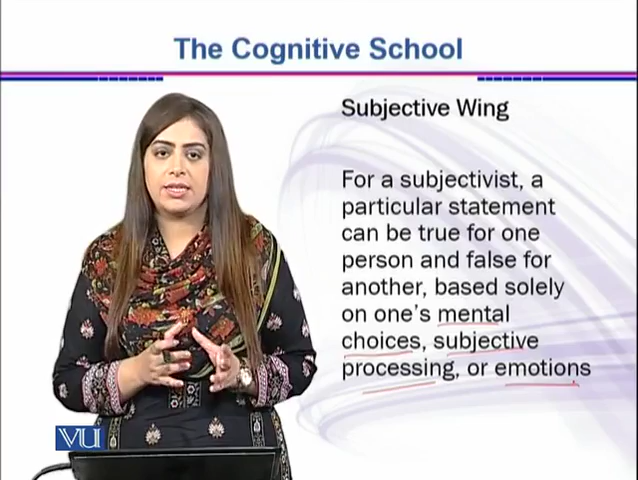 The Cognitive School
Subjective Wing
For a subjectivist, a
particular statement
can be true for one
person and false for
another, based solely
on one's mental
choices, subjective
processing, or emotions
VU